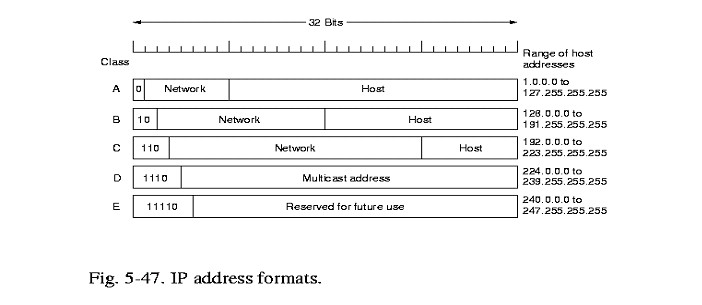 32 Bits
Class
Range of host
addresses
A 0 Network Host 1.0.0.0 to
127.255.255.255
B 10 Network Host 128.0.0.0 to
191.255.255.255
C 110 Network Host 192.0.0.0 to
223.255.255.255
D 1110 Multicast address 224.0.0.0 to
239.255.255.255
E 11110 Reserved for future use 240.0.0.0 to
247.255.255.255
Fig. 5-47. IP address formats.